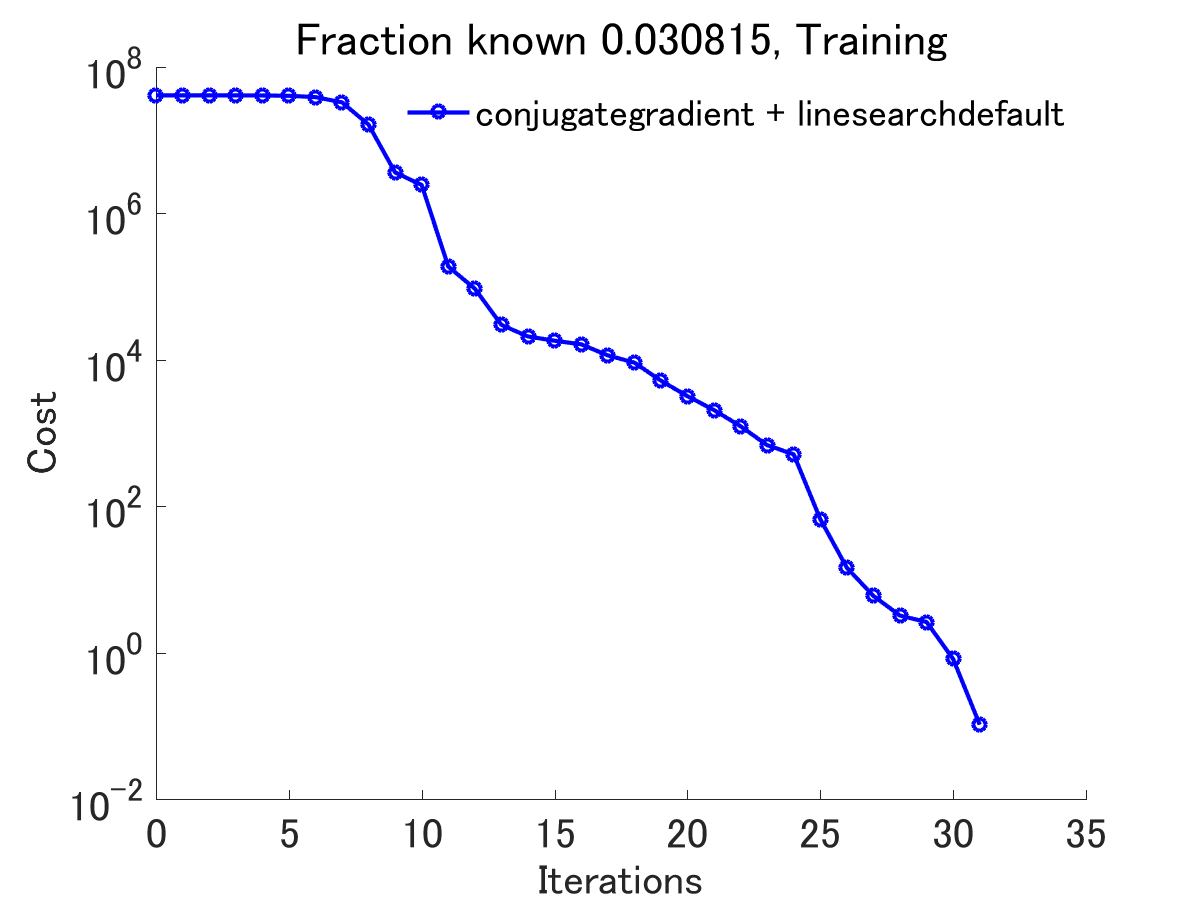 Fraction known 0.030815, Training
conjugategradient + linesearchdefault
10^8
10^6
10^4
10^2
10^0
10^-2
Cost
0 5 10 15 20 25 30 35
Iterations